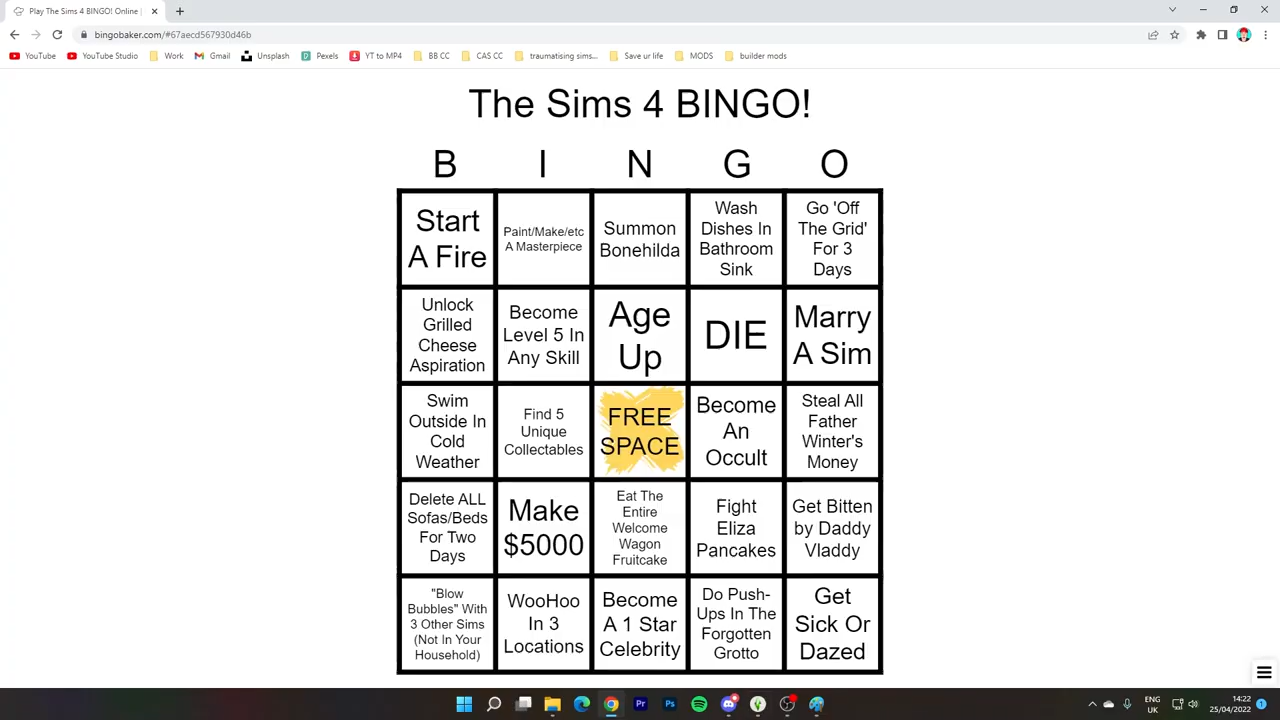 Play The Sims 4 BINGO! Online |
bingobaker.com/#67aecd567930d46b
YouTube YouTube Studio Work Gmail Unsplash Pexels YT to MP4 BB CC CAS CC traumatising sims... Save ur life MODS builder mods
The Sims 4 BINGO!
B I N G O
Start
A Fire
Paint/Make/etc
A Masterpiece
Summon
Bonehilda
Wash
Dishes In
Bathroom
Sink
Go 'Off
The Grid'
For 3
Days
Unlock
Grilled
Cheese
Aspiration
Become
Level 5 In
Any Skill
Age
Up
DIE
Marry
A Sim
Swim
Outside In
Cold
Weather
Find 5
Unique
Collectables
FREE
SPACE
Become
An
Occult
Steal All
Father
Winter's
Money
Delete ALL
Sofas/Beds
For Two
Days
Make
$5000
Eat The
Entire
Welcome
Wagon
Fruitcake
Fight
Eliza
Pancakes
Get Bitten
by Daddy
Vladdy
"Blow
Bubbles" With
3 Other Sims
(Not In Your
Household)
WooHoo
In 3
Locations
Become
A 1 Star
Celebrity
Do Push-
Ups In The
Forgotten
Grotto
Get
Sick Or
Dazed
Pr Ps
ENG
UK
14:22
25/04/2022